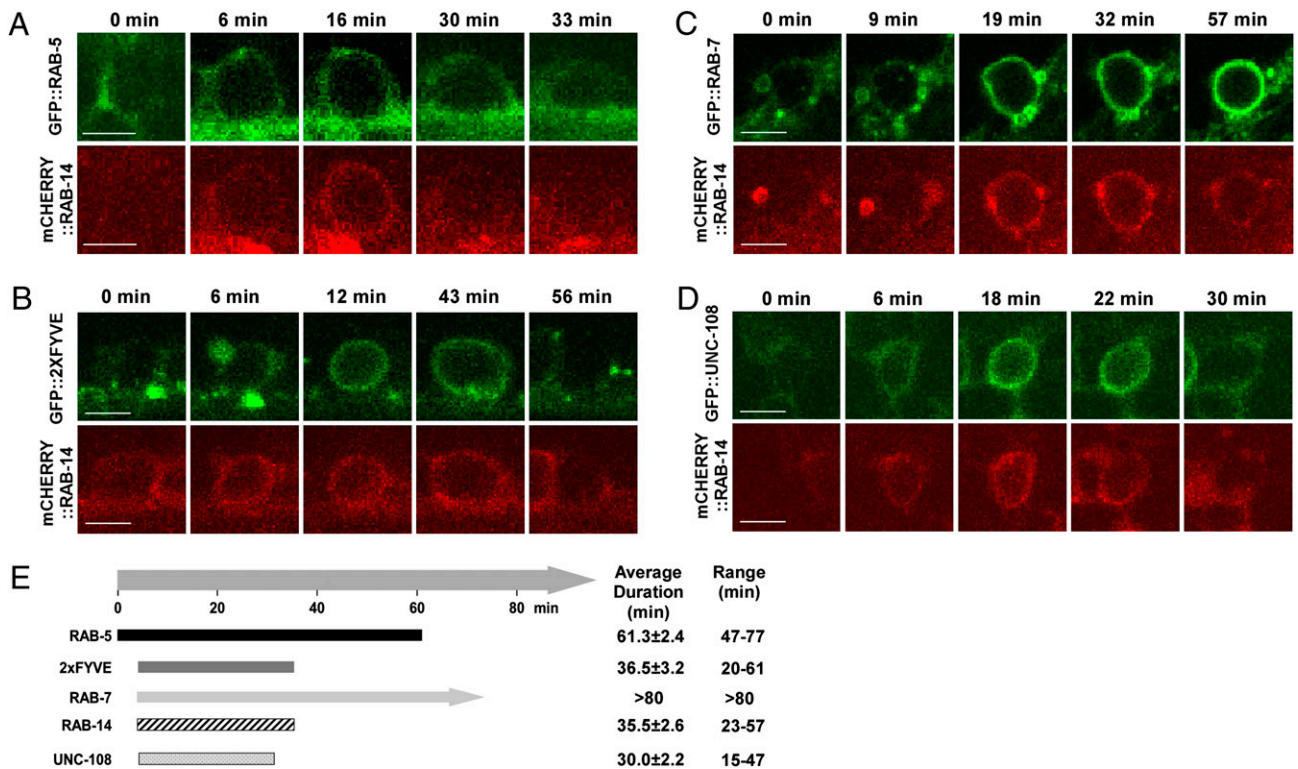 A
0 min 6 min 16 min 30 min 33 min
GFP::RAB-5
mCHERRY
::RAB-14
C
0 min 9 min 19 min 32 min 57 min
GFP::RAB-7
mCHERRY
::RAB-14
B
0 min 6 min 12 min 43 min 56 min
GFP::2XFYVE
mCHERRY
::RAB-14
D
0 min 6 min 18 min 22 min 30 min
GFP::UNC-108
mCHERRY
::RAB-14
E
Average
Duration
(min)
Range
(min)
0 20 40 60 80 min
RAB-5 61.3±2.4 47-77
2xFYVE 36.5±3.2 20-61
RAB-7 >80 >80
RAB-14 35.5±2.6 23-57
UNC-108 30.0±2.2 15-47